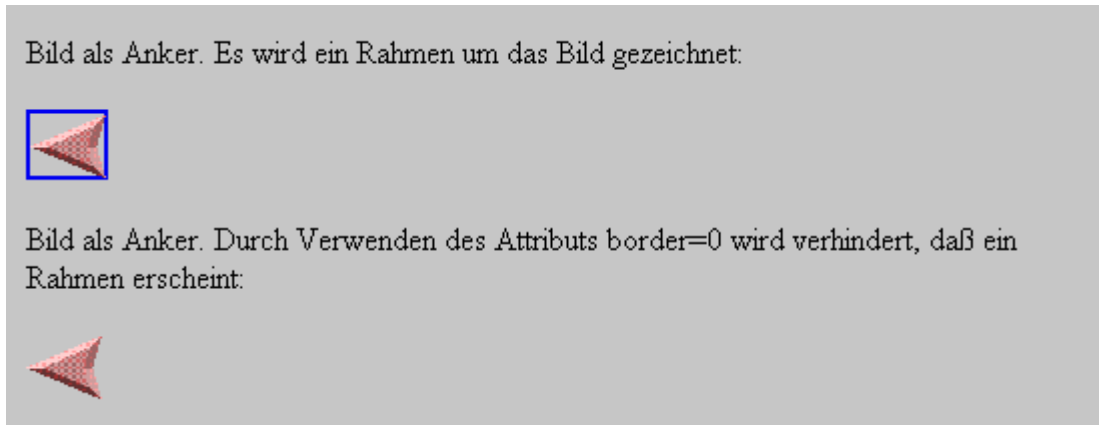 Bild als Anker. Es wird ein Rahmen um das Bild gezeichnet:
Bild als Anker. Durch Verwenden des Attributs border=0 wird verhindert, daß ein
Rahmen erscheint: